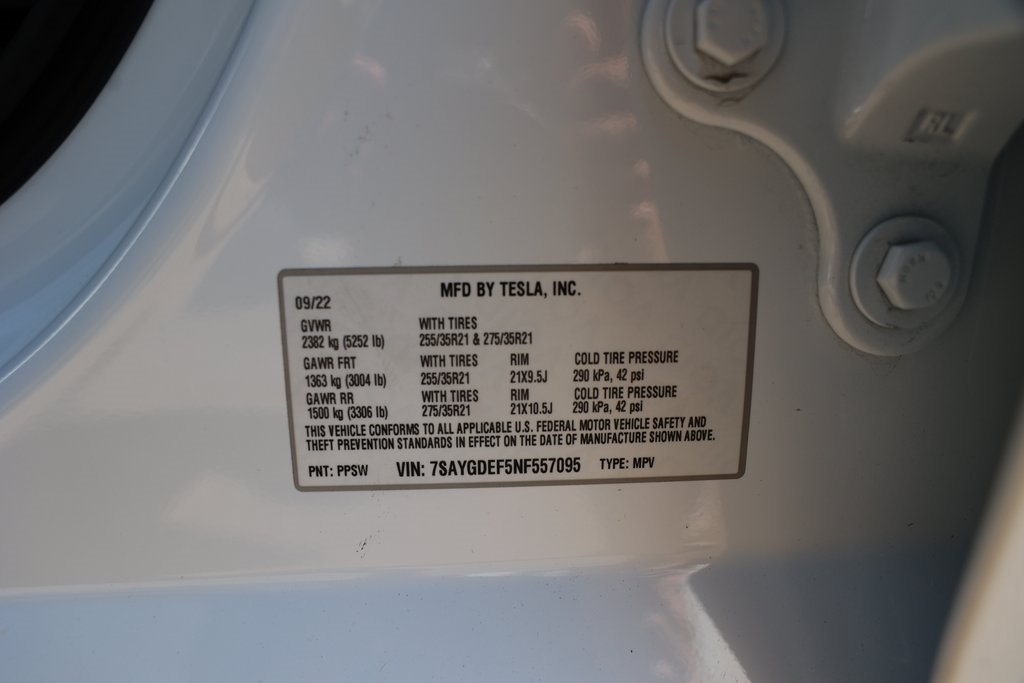 RL
MFD BY TESLA, INC.
09/22
GVWR WITH TIRES
2382 kg (5252 lb) 255/35R21 & 275/35R21
GAWR FRT WITH TIRES RIM COLD TIRE PRESSURE
1363 kg (3004 lb) 255/35R21 21X9.5J 290 kPa, 42 psi
GAWR RR WITH TIRES RIM COLD TIRE PRESSURE
1500 kg (3306 lb) 275/35R21 21X10.5J 290 kPa, 42 psi
THIS VEHICLE CONFORMS TO ALL APPLICABLE U.S. FEDERAL MOTOR VEHICLE SAFETY AND
THEFT PREVENTION STANDARDS IN EFFECT ON THE DATE OF MANUFACTURE SHOWN ABOVE.
PNT: PPSW VIN: 7SAYGDEF5NF557095 TYPE: MPV